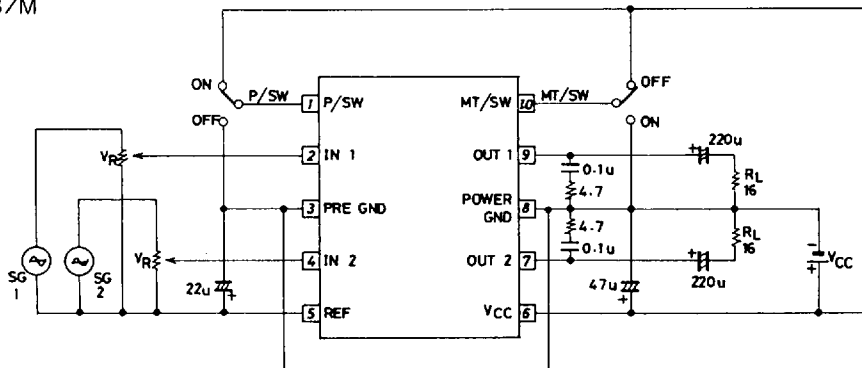 ON
P/SW
OFF
1
P/SW
MT/SW
10
MT/SW
OFF
ON
VR
2
IN 1
OUT 1
9
0.1u
4.7
+
220u
RL
16
3
PRE GND
POWER
GND
8
VR
4
IN 2
OUT 2
7
4.7
0.1u
+
220u
RL
16
SG
1
SG
2
22u
+
5
REF
VCC
6
47u
+
-
+
VCC